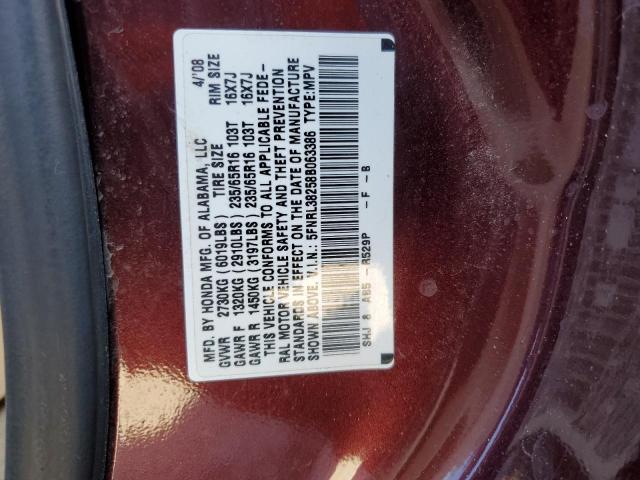 MFD. BY HONDA MFG. OF ALABAMA, LLC 4/'08
GVWR 2730KG (6019LBS) TIRE SIZE RIM SIZE
GAWR F 1320KG (2910LBS) 235/65R16 103T 16X7J
GAWR R 1450KG (3197LBS) 235/65R16 103T 16X7J
THIS VEHICLE CONFORMS TO ALL APPLICABLE FEDE-
RAL MOTOR VEHICLE SAFETY AND THEFT PREVENTION
STANDARDS IN EFFECT ON THE DATE OF MANUFACTURE
SHOWN ABOVE. V.I.N.: 5FNRL38258B063386 TYPE:MPV
SHJ 8 AB5 - R529P - F - B